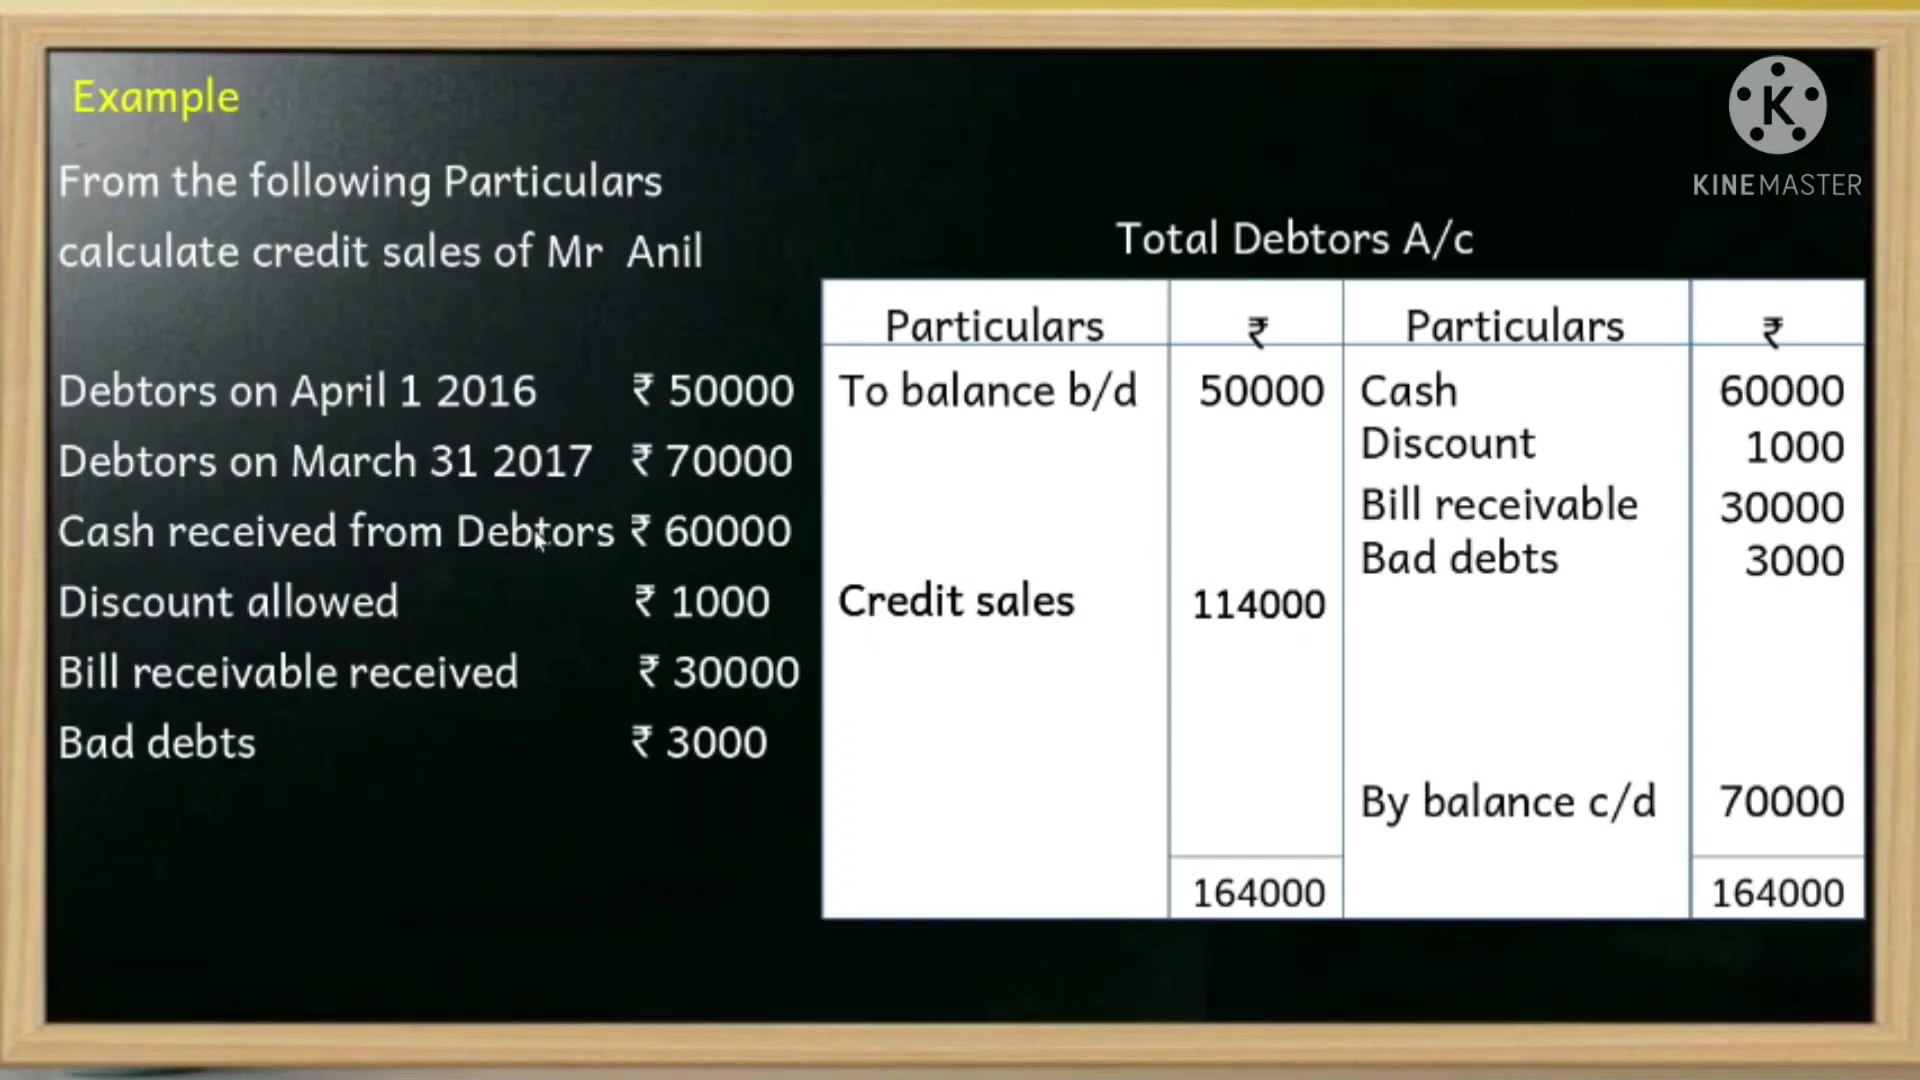 Example
From the following Particulars
calculate credit sales of Mr Anil
Debtors on April 1 2016 ₹ 50000
Debtors on March 31 2017 ₹ 70000
Cash received from Debtors ₹ 60000
Discount allowed ₹ 1000
Bill receivable received ₹ 30000
Bad debts ₹ 3000
KINEMASTER
Total Debtors A/c
Particulars ₹ Particulars ₹
To balance b/d 50000 Cash 60000
Discount 1000
Bill receivable 30000
Bad debts 3000
Credit sales 114000
By balance c/d 70000
164000 164000